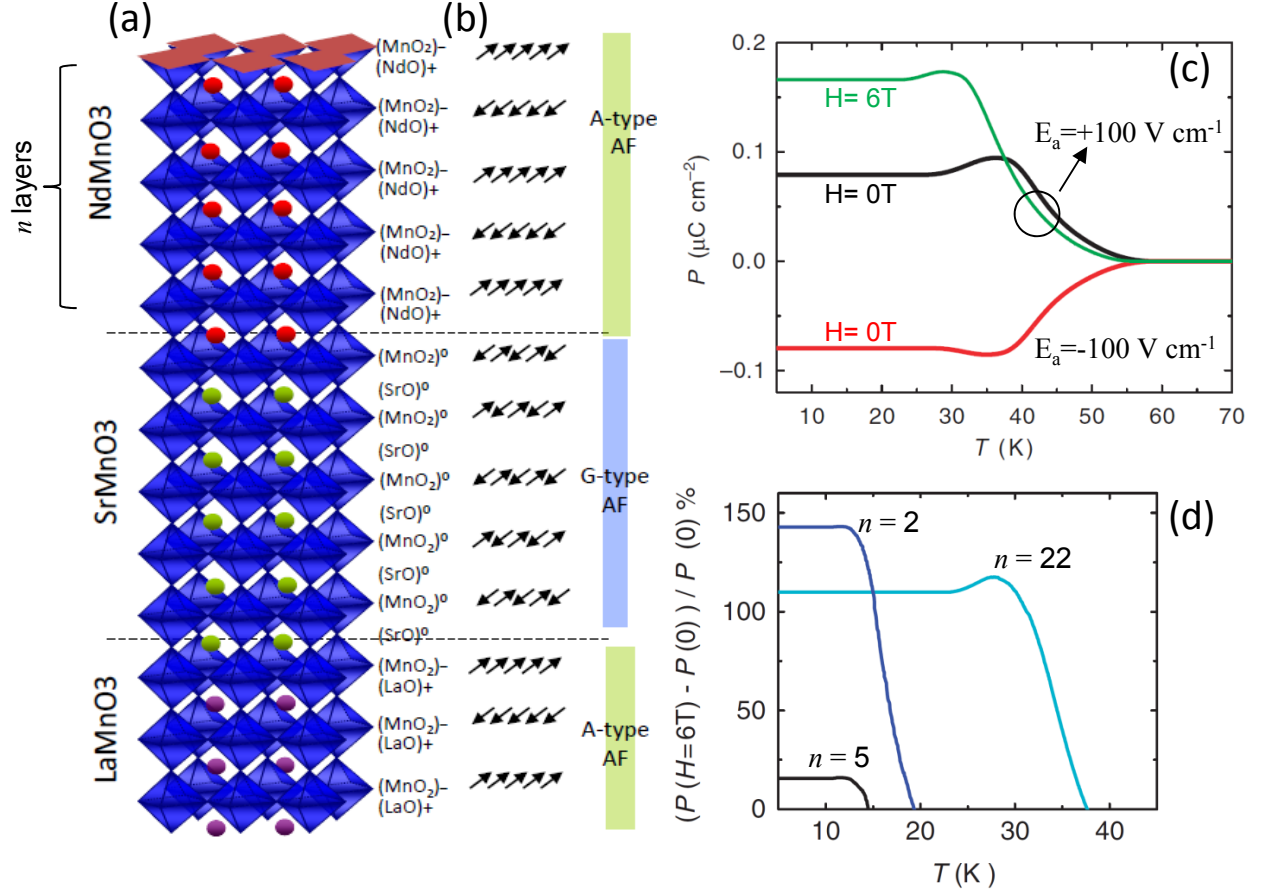 (a)
(b)
n layers
NdMnO3
SrMnO3
LaMnO3
(MnO₂)–
(NdO)+
(MnO₂)–
(NdO)+
(MnO₂)–
(NdO)+
(MnO₂)–
(NdO)+
(MnO₂)–
(NdO)+
(MnO₂)⁰
(SrO)⁰
(MnO₂)⁰
(SrO)⁰
(MnO₂)⁰
(SrO)⁰
(MnO₂)⁰
(SrO)⁰
(MnO₂)⁰
(SrO)⁰
(MnO₂)–
(LaO)+
(MnO₂)–
(LaO)+
(MnO₂)–
(LaO)+
A-type
AF
G-type
AF
A-type
AF
(c)
0.2
0.1
0.0
−0.1
P (μC cm⁻²)
H= 6T
H= 0T
H= 0T
Eₐ=+100 V cm⁻¹
Eₐ=-100 V cm⁻¹
10 20 30 40 50 60 70
T (K)
(d)
150
100
50
0
(P (H=6T) - P (0) ) / P (0) %
n = 2
n = 22
n = 5
10 20 30 40
T (K)